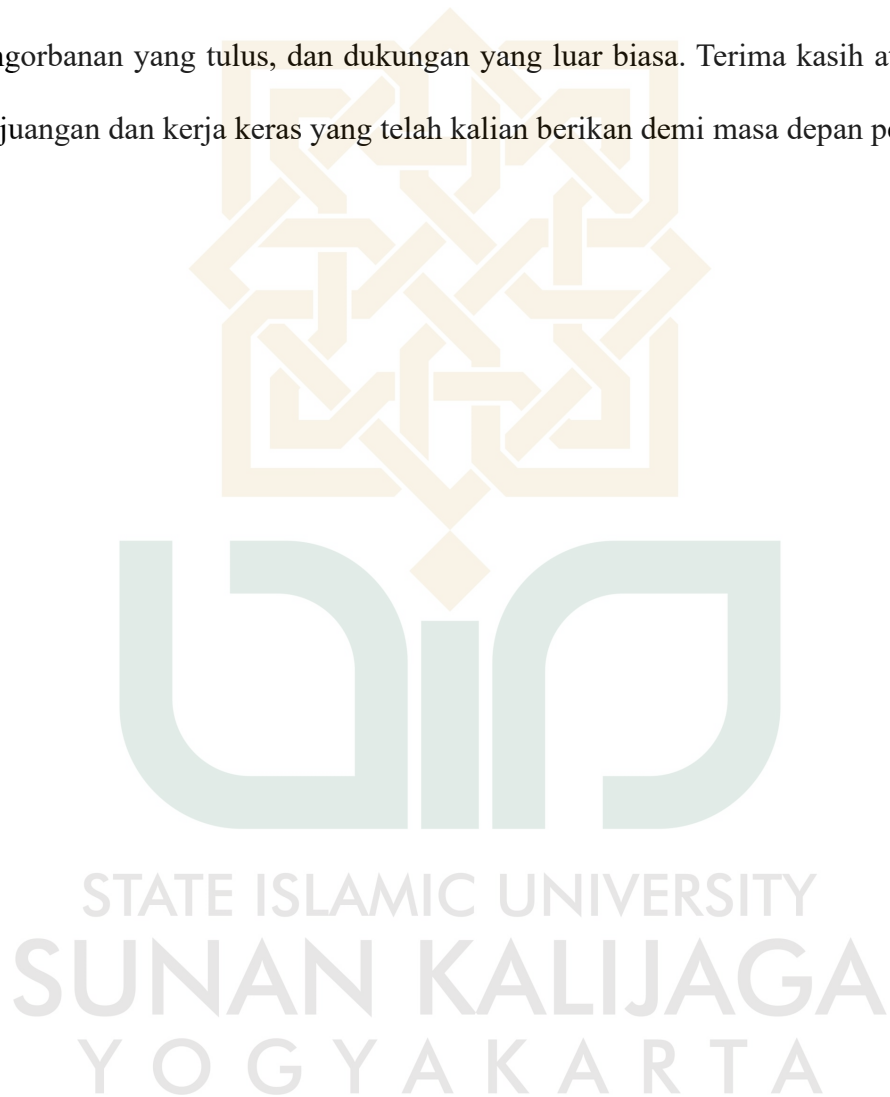 ngorbanan yang tulus, dan dukungan yang luar biasa. Terima kasih at
juangan dan kerja keras yang telah kalian berikan demi masa depan pe
STATE ISLAMIC UNIVERSITY
SUNAN KALIJAGA
YOGYAKARTA